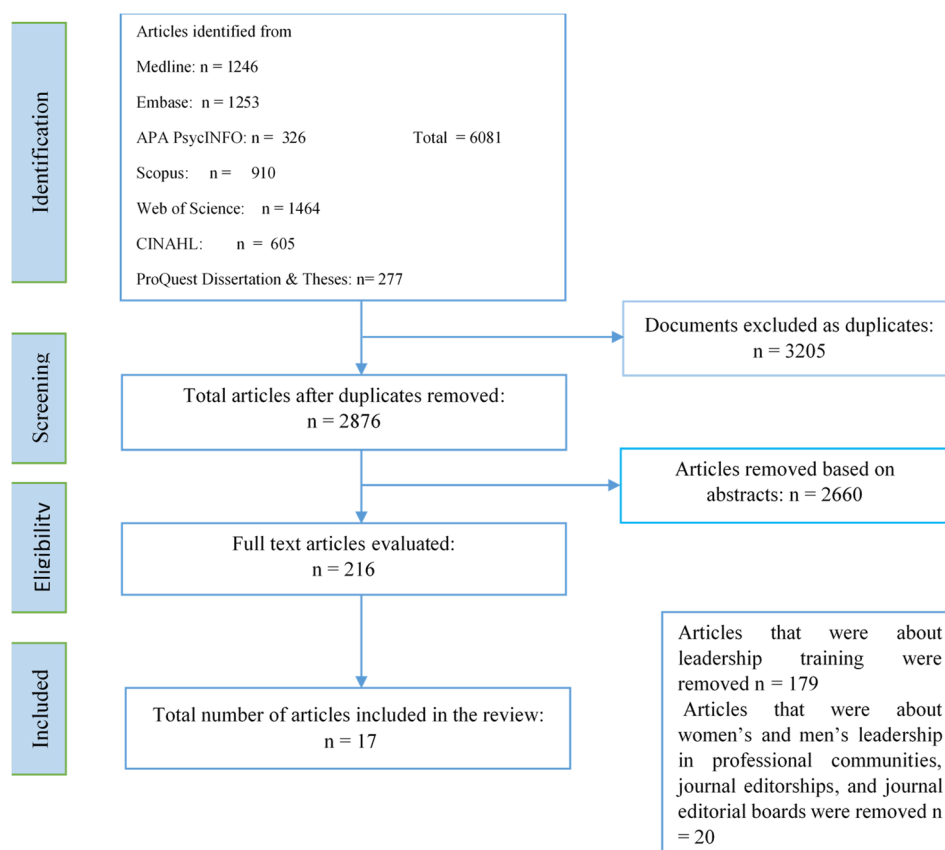 Identification
Articles identified from
Medline: n = 1246
Embase: n = 1253
APA PsycINFO: n = 326 Total = 6081
Scopus: n = 910
Web of Science: n = 1464
CINAHL: n = 605
ProQuest Dissertation & Theses: n= 277
Documents excluded as duplicates:
n = 3205
Screening
Total articles after duplicates removed:
n = 2876
Articles removed based on
abstracts: n = 2660
Eligibility
Full text articles evaluated:
n = 216
Included
Total number of articles included in the review:
n = 17
Articles that were about
leadership training were
removed n = 179
Articles that were about
women’s and men’s leadership
in professional communities,
journal editorships, and journal
editorial boards were removed n
= 20